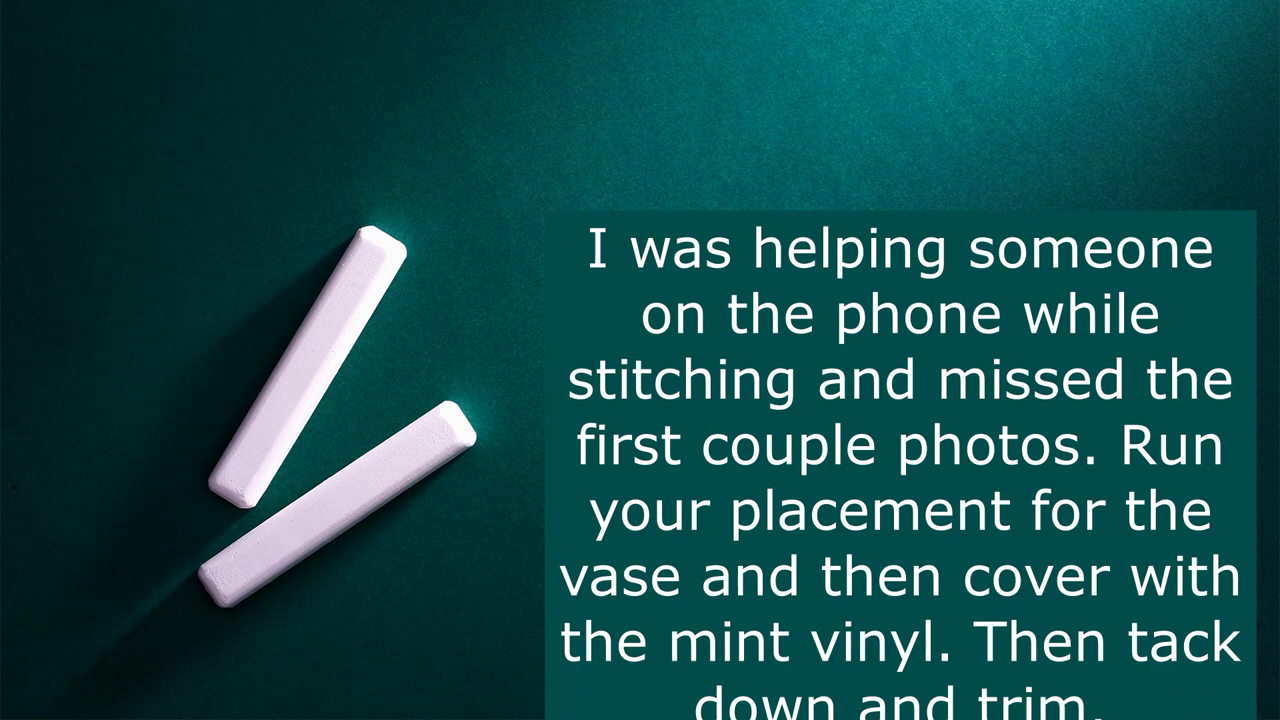 I was helping someone
on the phone while
stitching and missed the
first couple photos. Run
your placement for the
vase and then cover with
the mint vinyl. Then tack
down and trim.